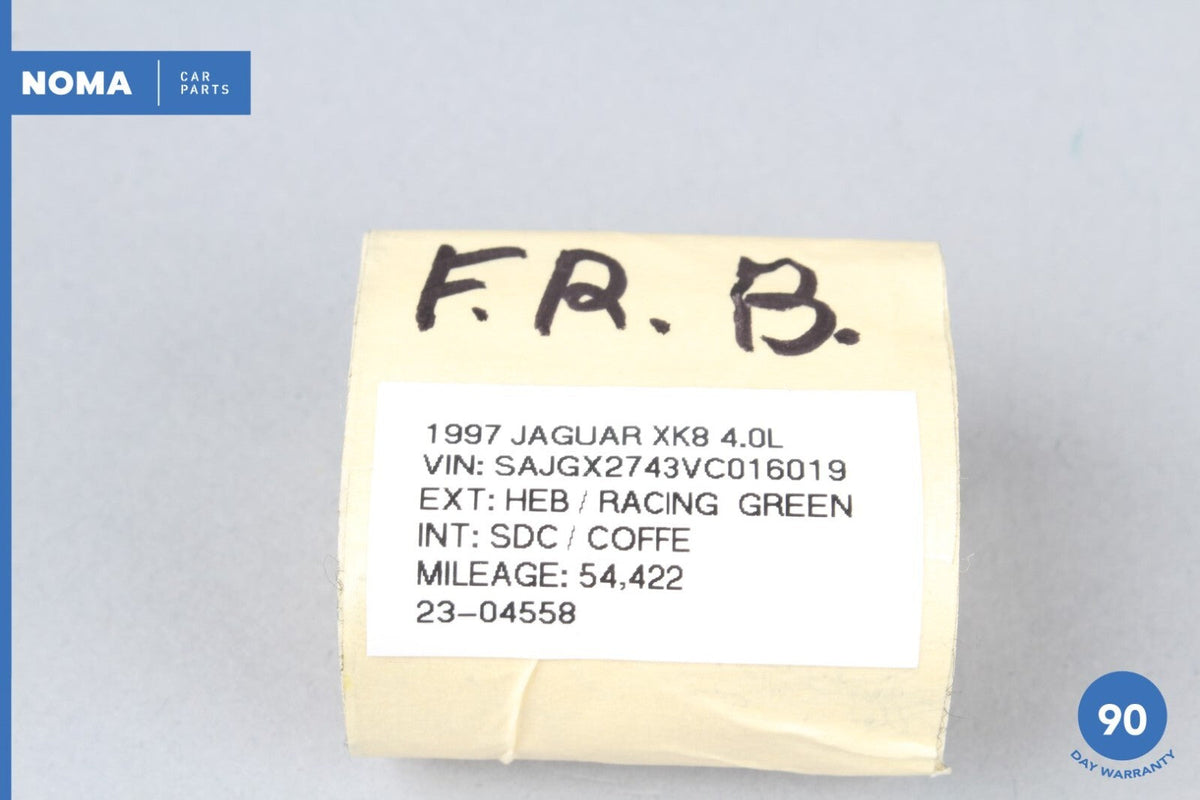 NOMA
CAR
PARTS
F.R. B.
1997 JAGUAR XK8 4.0L
VIN: SAJGX2743VC016019
EXT: HEB / RACING GREEN
INT: SDC / COFFE
MILEAGE: 54,422
23-04558
90
DAY WARRANTY